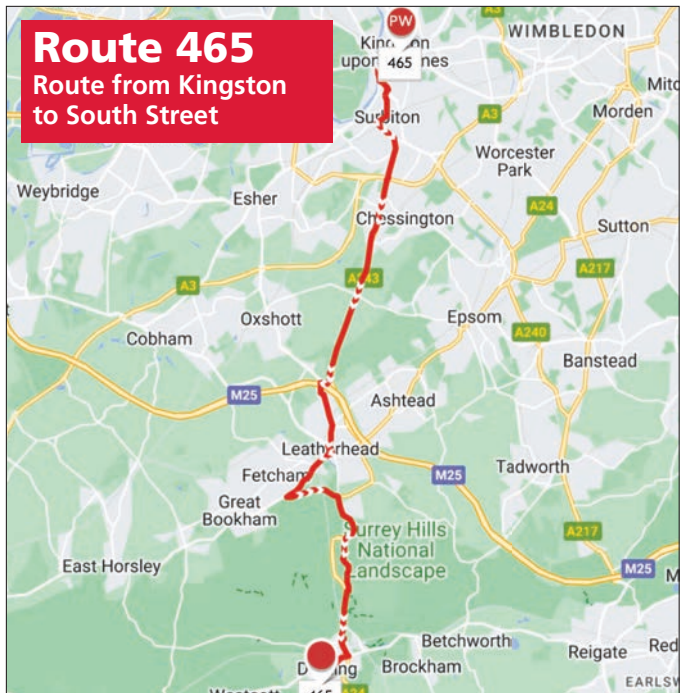 Route 465
Route from Kingston
to South Street
PW
465
WIMBLEDON
A3
Surbiton
A3
Morden
Worcester
Park
Weybridge
Esher
A24
Chessington
Sutton
A3
A217
Oxshott
Epsom
Cobham
A240
Banstead
M25
Ashtead
Leatherhead
Fetcham
M25
Tadworth
Great
Bookham
Surrey Hills
National
Landscape
A217
East Horsley
M25
Betchworth
Brockham
Reigate